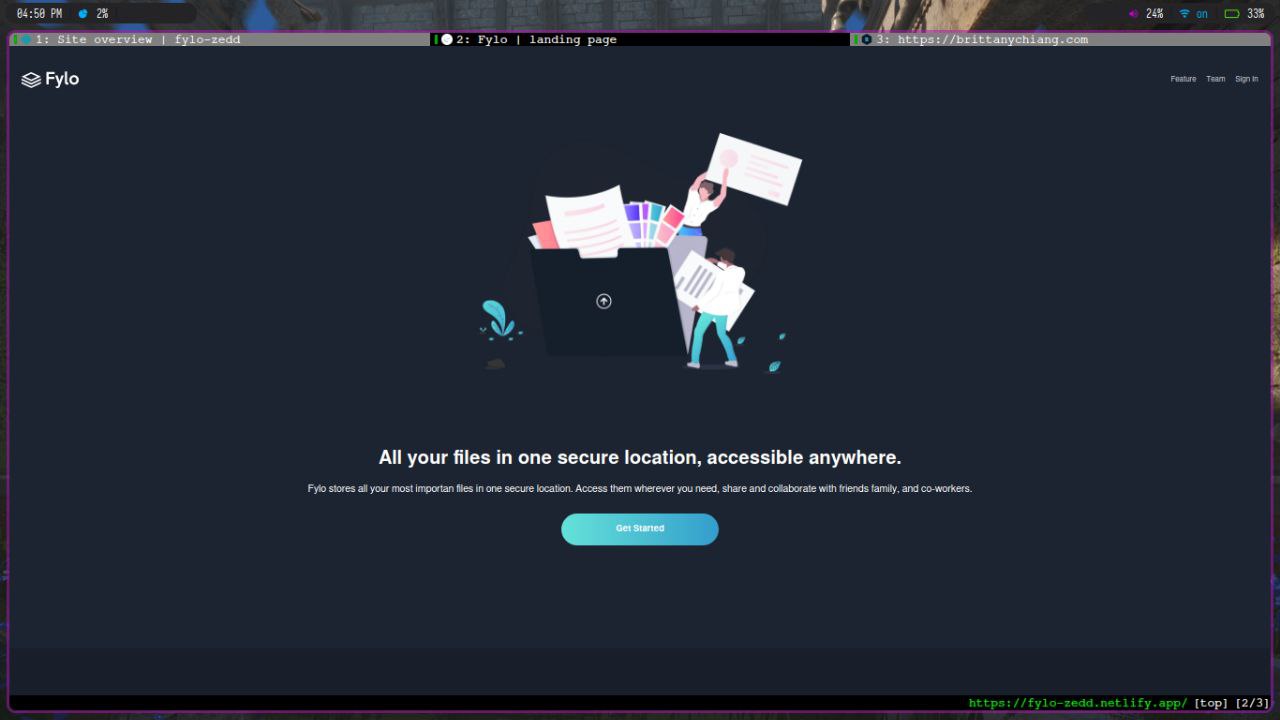 04:50 PM 2% 24% on 33%
1: Site overview | fylo-zedd 2: Fylo | landing page 3: https://brittanychiang.com
Fylo Feature Team Sign In
All your files in one secure location, accessible anywhere.
Fylo stores all your most importan files in one secure location. Access them wherever you need, share and collaborate with friends family, and co-workers.
Get Started
https://fylo-zedd.netlify.app/ [top] [2/3]